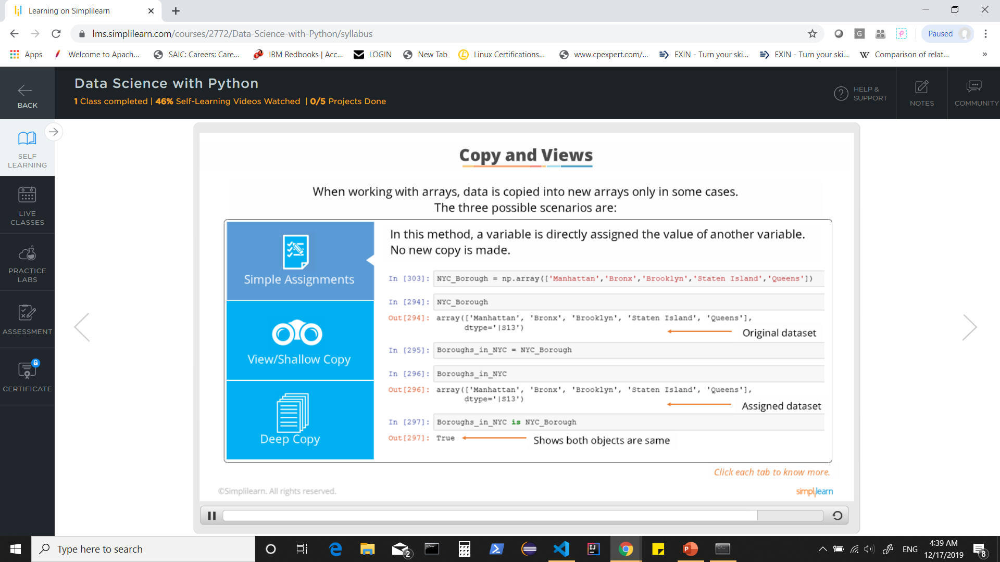 Learning on Simplilearn
lms.simplilearn.com/courses/2772/Data-Science-with-Python/syllabus
G
Paused
Apps
Welcome to Apach...
SAIC: Careers: Care...
IBM Redbooks | Acc...
LOGIN
New Tab
Linux Certifications...
www.cpexpert.com/...
EXIN - Turn your ski...
EXIN - Turn your ski...
W Comparison of relat...
»
BACK
Data Science with Python
1 Class completed | 46% Self-Learning Videos Watched | 0/5 Projects Done
HELP &
SUPPORT
NOTES
COMMUNITY
SELF
LEARNING
LIVE
CLASSES
PRACTICE
LABS
ASSESSMENT
CERTIFICATE
Copy and Views
When working with arrays, data is copied into new arrays only in some cases.
The three possible scenarios are:
Simple Assignments
View/Shallow Copy
Deep Copy
In this method, a variable is directly assigned the value of another variable.
No new copy is made.
In [303]: NYC_Borough = np.array(['Manhattan','Bronx','Brooklyn','Staten Island','Queens'])
In [294]: NYC_Borough
Out[294]: array(['Manhattan', 'Bronx', 'Brooklyn', 'Staten Island', 'Queens'],
dtype='|S13')
Original dataset
In [295]: Boroughs_in_NYC = NYC_Borough
In [296]: Boroughs_in_NYC
Out[296]: array(['Manhattan', 'Bronx', 'Brooklyn', 'Staten Island', 'Queens'],
dtype='|S13')
Assigned dataset
In [297]: Boroughs_in_NYC is NYC_Borough
Out[297]: True
Shows both objects are same
Click each tab to know more.
©Simplilearn. All rights reserved.
simplilearn
Type here to search
2
IJ
P
ENG
4:39 AM
12/17/2019
8